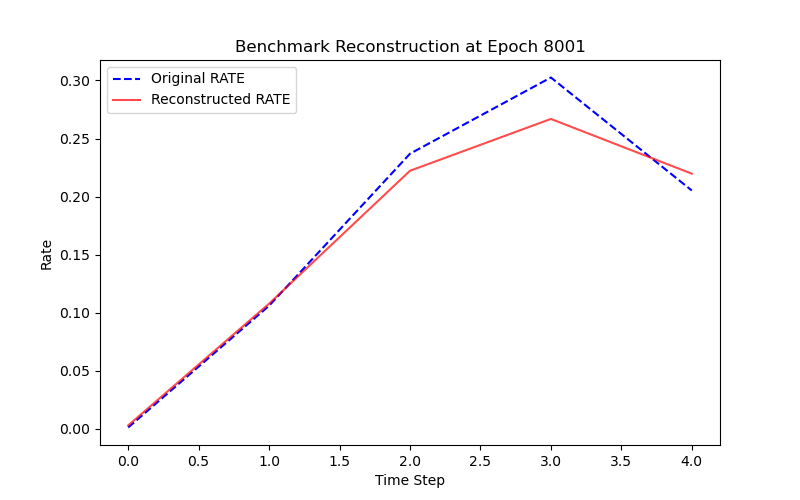 Benchmark Reconstruction at Epoch 8001
Original RATE
Reconstructed RATE
0.30
0.25
0.20
0.15
0.10
0.05
0.00
Rate
0.0 0.5 1.0 1.5 2.0 2.5 3.0 3.5 4.0
Time Step